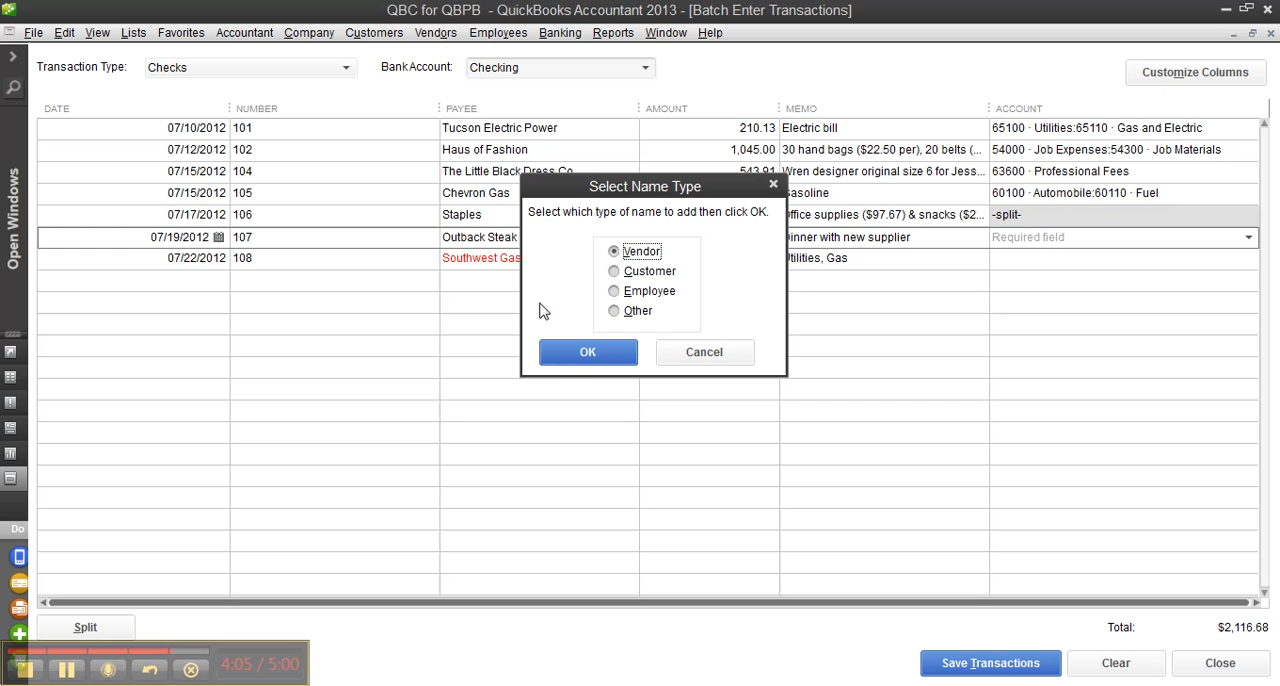 QBC for QBPB - QuickBooks Accountant 2013 - [Batch Enter Transactions]
File Edit View Lists Favorites Accountant Company Customers Vendors Employees Banking Reports Window Help
Transaction Type: Checks Bank Account: Checking
Customize Columns
DATE NUMBER PAYEE AMOUNT MEMO ACCOUNT
07/10/2012 101 Tucson Electric Power 210.13 Electric bill 65100 · Utilities:65110 · Gas and Electric
07/12/2012 102 Haus of Fashion 1,045.00 30 hand bags ($22.50 per), 20 belts (... 54000 · Job Expenses:54300 · Job Materials
07/15/2012 104 The Little Black Dress Co 543.91 Wren designer original size 6 for Jess... 63600 · Professional Fees
07/15/2012 105 Chevron Gas asoline 60100 · Automobile:60110 · Fuel
07/17/2012 106 Staples ffice supplies ($97.67) & snacks ($2... -split-
07/19/2012 107 Outback Steak inner with new supplier Required field
07/22/2012 108 Southwest Gas tilities, Gas
Select Name Type
Select which type of name to add then click OK.
Vendor
Customer
Employee
Other
OK Cancel
Open Windows
Do
Split
Total: $2,116.68
Save Transactions Clear Close
4:05 / 5:00